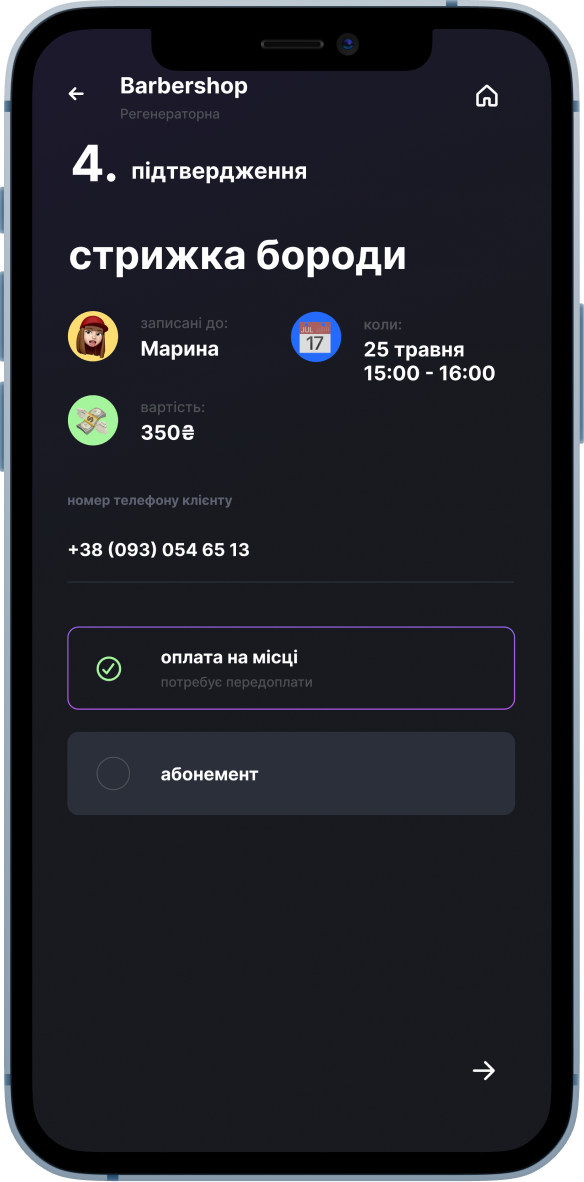 Barbershop
Регенераторна
4. підтвердження
стрижка бороди
записані до:
Марина
коли:
25 травня
15:00 - 16:00
JUL
17
вартість:
350₴
номер телефону клієнту
+38 (093) 054 65 13
оплата на місці
потребує передоплати
абонемент